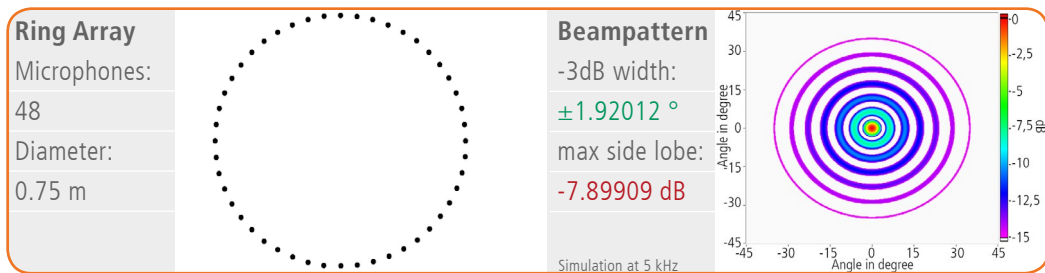 Ring Array
Microphones:
48
Diameter:
0.75 m
Beampattern
-3dB width:
±1.92012 °
max side lobe:
-7.89909 dB
Simulation at 5 kHz
45
30
15
0
-15
-30
-45
Angle in degree
-45
-30
-15
0
15
30
45
Angle in degree
-0
-2,5
-5
-7,5
-10
-12,5
-15
dB